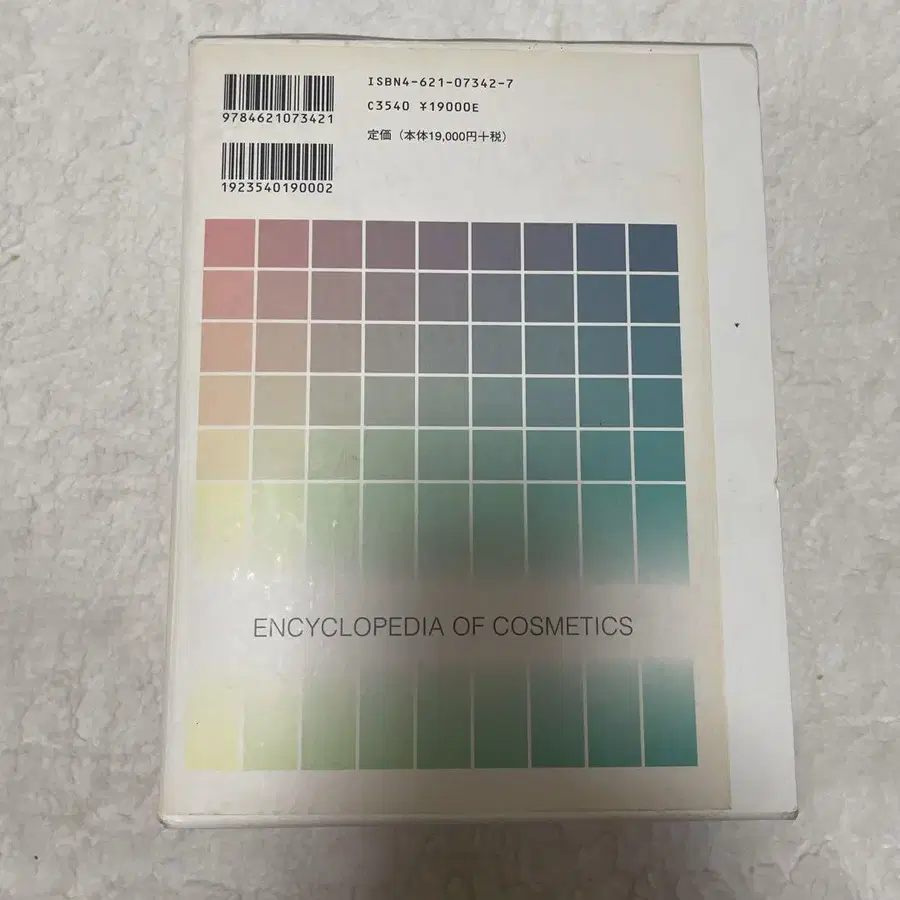 ISBN4-621-07342-7
C3540 ¥19000E
定価（本体19,000円＋税）
9784621073421
1923540190002
ENCYCLOPEDIA OF COSMETICS